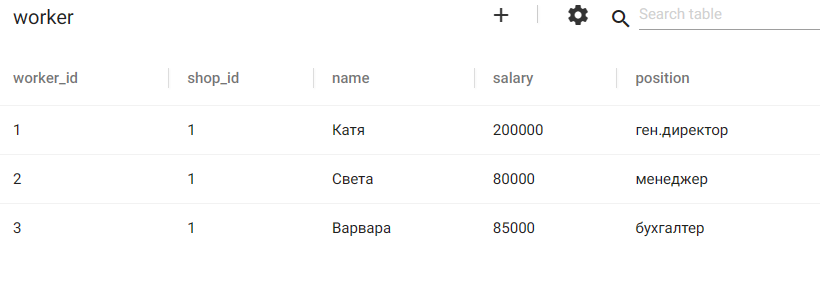 worker
Search table
worker_id shop_id name salary position
1 1 Катя 200000 ген.директор
2 1 Света 80000 менеджер
3 1 Варвара 85000 бухгалтер